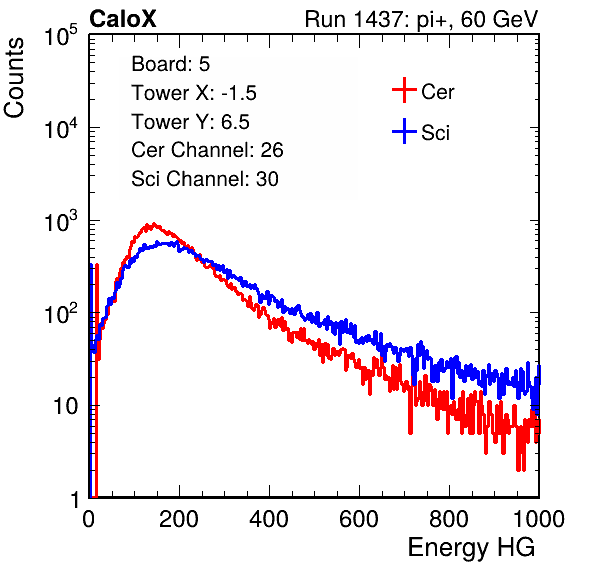 CaloX Run 1437: pi+, 60 GeV
Counts
Board: 5
Tower X: -1.5
Tower Y: 6.5
Cer Channel: 26
Sci Channel: 30
Cer
Sci
10^5
10^4
10^3
10^2
10
1
0 200 400 600 800 1000
Energy HG